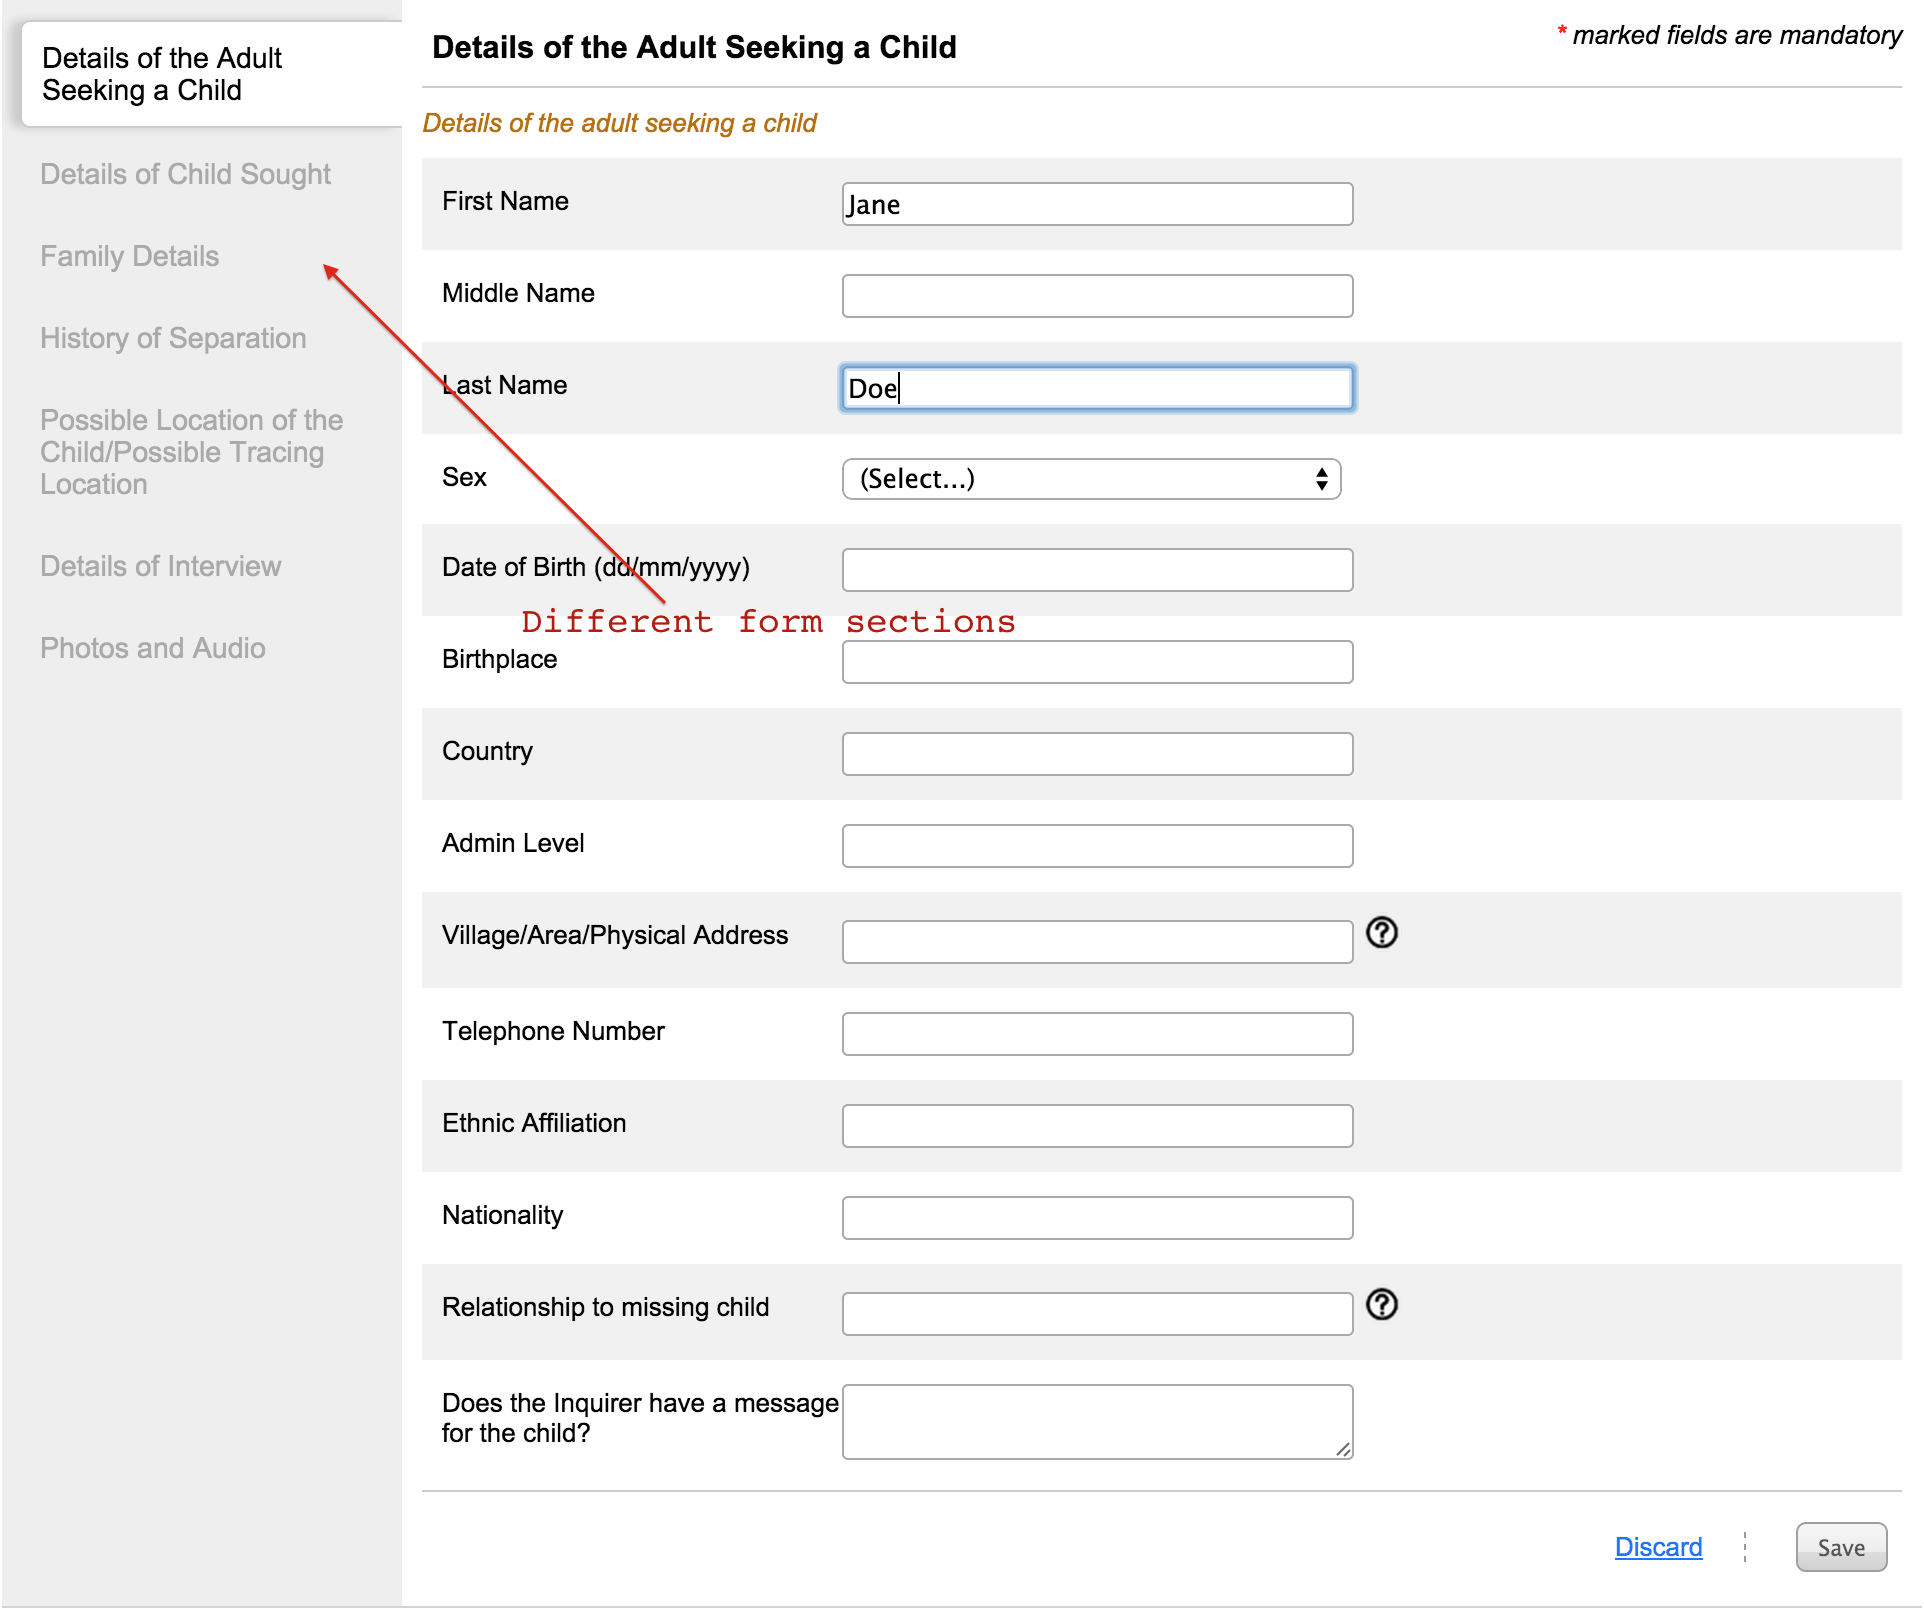 Details of the Adult
Seeking a Child
Details of Child Sought
Family Details
History of Separation
Possible Location of the
Child/Possible Tracing
Location
Details of Interview
Photos and Audio
Details of the Adult Seeking a Child
* marked fields are mandatory
Details of the adult seeking a child
First Name
Jane
Middle Name
Last Name
Doe
Sex
(Select...)
Date of Birth (dd/mm/yyyy)
Different form sections
Birthplace
Country
Admin Level
Village/Area/Physical Address
?
Telephone Number
Ethnic Affiliation
Nationality
Relationship to missing child
?
Does the Inquirer have a message
for the child?
Discard
Save